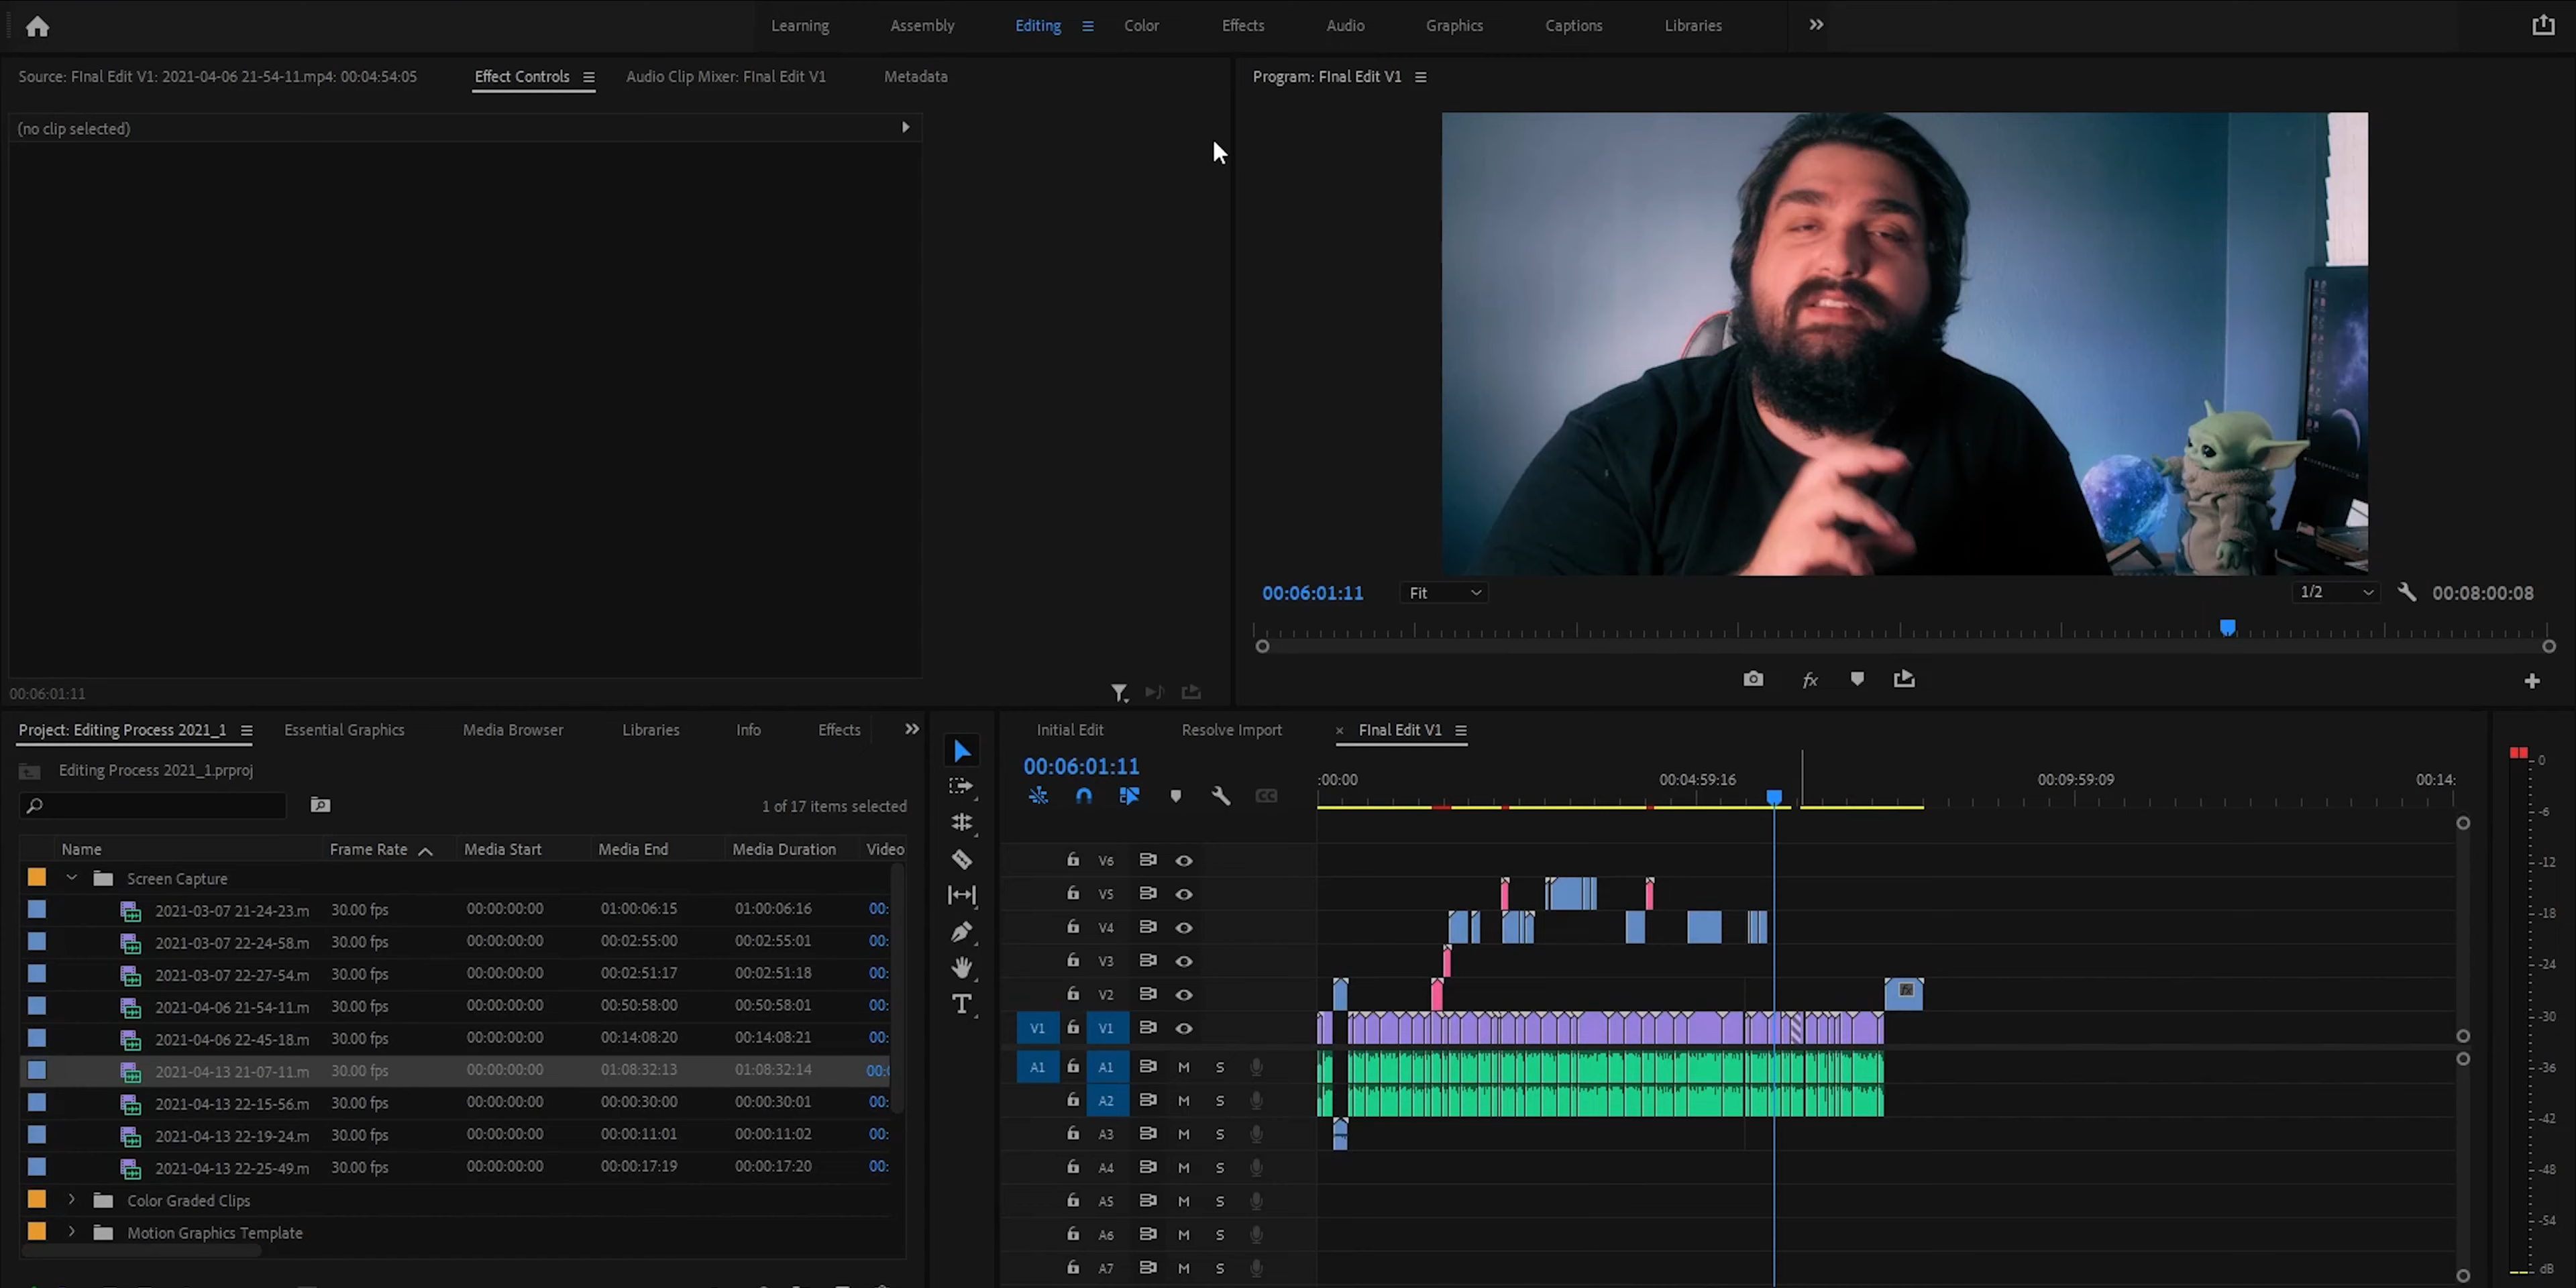 Learning Assembly Editing Color Effects Audio Graphics Captions Libraries
Source: FInal Edit V1: 2021-04-06 21-54-11.mp4: 00:04:54:05 Effect Controls Audio Clip Mixer: FInal Edit V1 Metadata
Program: FInal Edit V1
(no clip selected)
00:06:01:11 Fit 1/2 00:08:00:08
fx
00:06:01:11
Project: Editing Process 2021_1 Essential Graphics Media Browser Libraries Info Effects
Editing Process 2021_1.prproj
1 of 17 items selected
Name Frame Rate Media Start Media End Media Duration Video
Screen Capture
2021-03-07 21-24-23.m 30.00 fps 00:00:00:00 01:00:06:15 01:00:06:16 00:
2021-03-07 22-24-58.m 30.00 fps 00:00:00:00 00:02:55:00 00:02:55:01 00:
2021-03-07 22-27-54.m 30.00 fps 00:00:00:00 00:02:51:17 00:02:51:18 00:
2021-04-06 21-54-11.m 30.00 fps 00:00:00:00 00:50:58:00 00:50:58:01 00:
2021-04-06 22-45-18.m 30.00 fps 00:00:00:00 00:14:08:20 00:14:08:21 00:
2021-04-13 21-07-11.m 30.00 fps 00:00:00:00 01:08:32:13 01:08:32:14 00:
2021-04-13 22-15-56.m 30.00 fps 00:00:00:00 00:00:30:00 00:00:30:01 00:
2021-04-13 22-19-24.m 30.00 fps 00:00:00:00 00:00:11:01 00:00:11:02 00:
2021-04-13 22-25-49.m 30.00 fps 00:00:00:00 00:00:17:19 00:00:17:20 00:
Color Graded Clips
Motion Graphics Template
T
Initial Edit Resolve Import × FInal Edit V1
00:06:01:11
:00:00 00:04:59:16 00:09:59:09 00:14:
CC
V6
V5
V4
V3
V2
V1 V1
A1 A1 M S
A2 M S
A3 M S
A4 M S
A5 M S
A6 M S
A7 M S
0
-6
-12
-18
-24
-30
-36
-42
-48
-54
dB